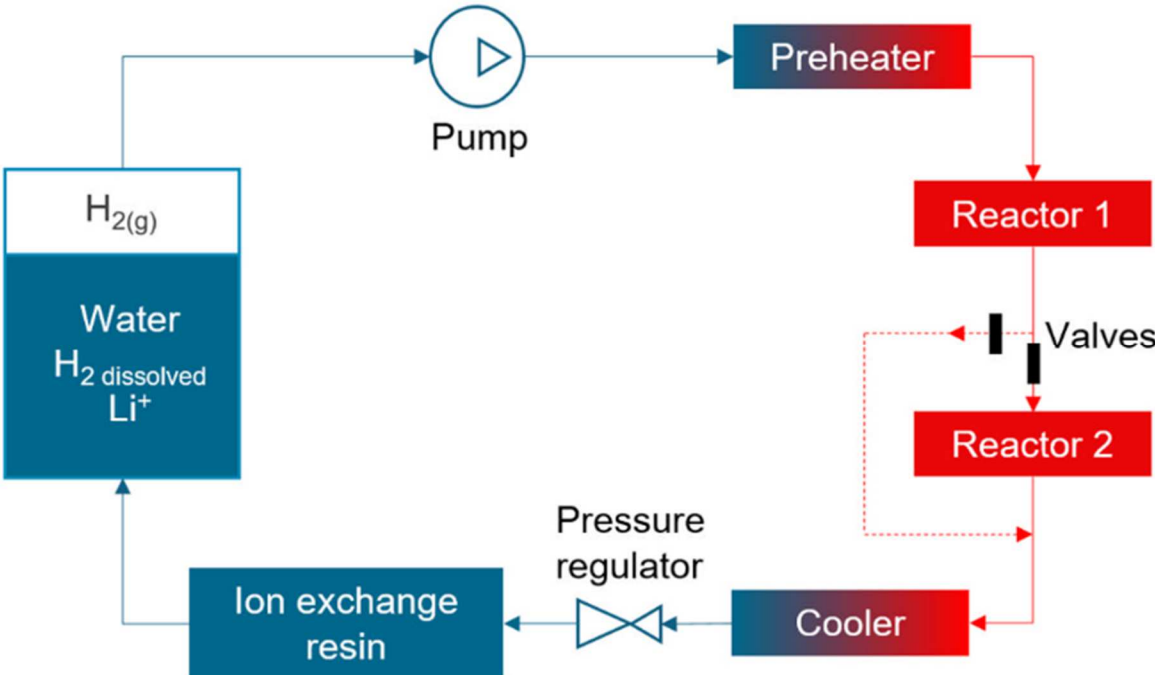 Preheater
Pump
H2(g)
Reactor 1
Water
H2 dissolved
Li+
Valves
Reactor 2
Pressure
regulator
Ion exchange
resin
Cooler